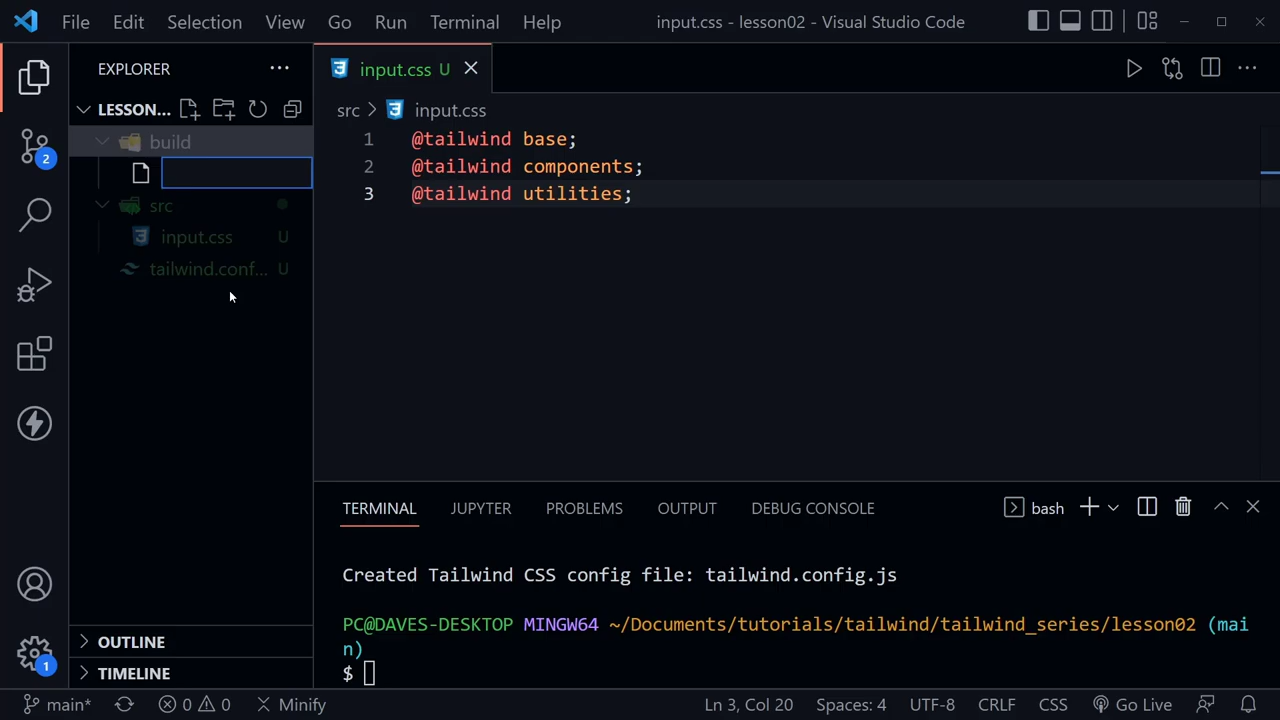 File Edit Selection View Go Run Terminal Help input.css - lesson02 - Visual Studio Code
EXPLORER
input.css U
LESSON...
src > input.css
build
src
input.css U
tailwind.conf... U
2
1 @tailwind base;
2 @tailwind components;
3 @tailwind utilities;
TERMINAL JUPYTER PROBLEMS OUTPUT DEBUG CONSOLE bash
Created Tailwind CSS config file: tailwind.config.js
PC@DAVES-DESKTOP MINGW64 ~/Documents/tutorials/tailwind/tailwind_series/lesson02 (mai
n)
$
OUTLINE
TIMELINE
1
main* 0 0 Minify Ln 3, Col 20 Spaces: 4 UTF-8 CRLF CSS Go Live